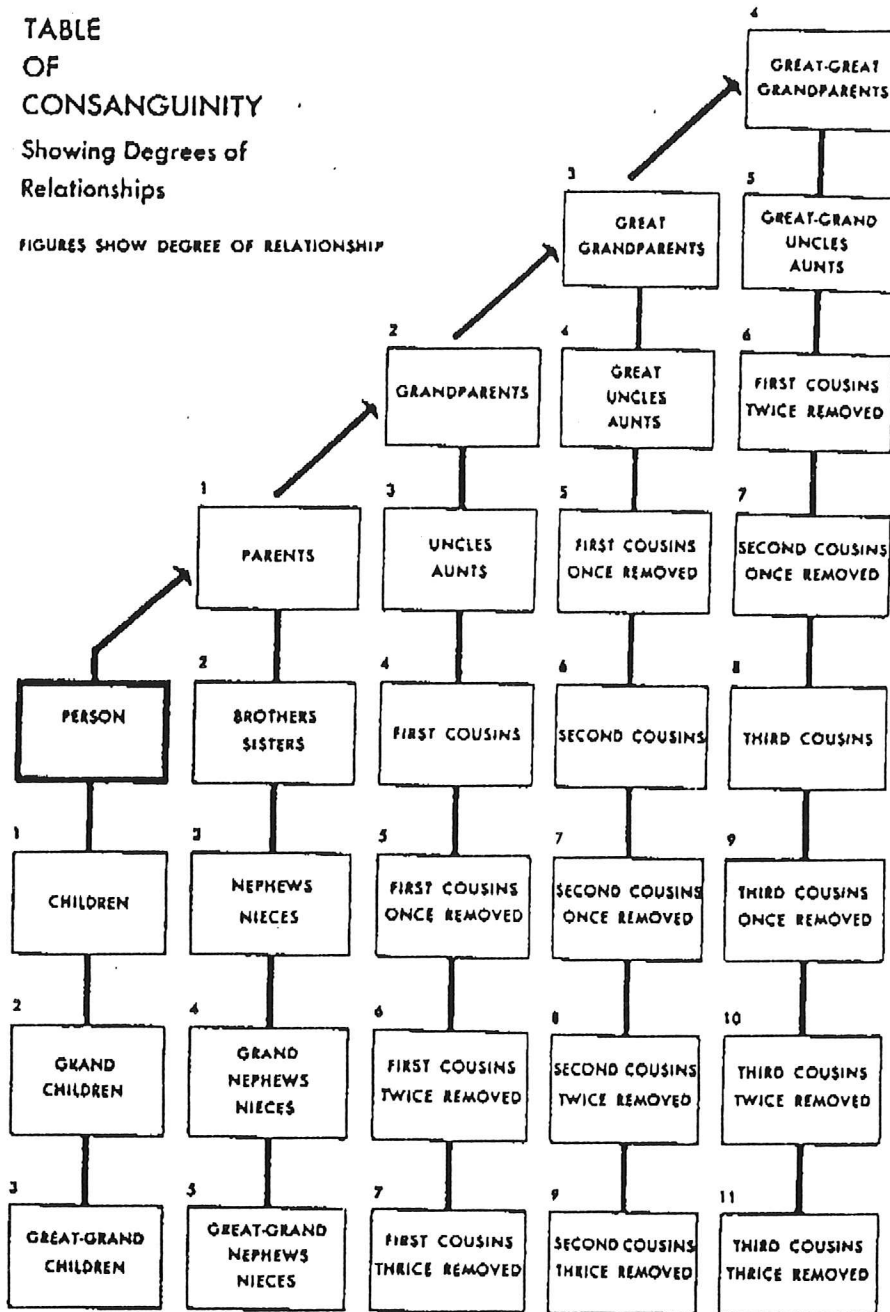 TABLE
OF
CONSANGUINITY
Showing Degrees of
Relationships
FIGURES SHOW DEGREE OF RELATIONSHIP
4
GREAT-GREAT
GRANDPARENTS
3
GREAT
GRANDPARENTS
5
GREAT-GRAND
UNCLES
AUNTS
2
GRANDPARENTS
4
GREAT
UNCLES
AUNTS
6
FIRST COUSINS
TWICE REMOVED
1
PARENTS
3
UNCLES
AUNTS
5
FIRST COUSINS
ONCE REMOVED
7
SECOND COUSINS
ONCE REMOVED
PERSON
2
BROTHERS
SISTERS
4
FIRST COUSINS
6
SECOND COUSINS
8
THIRD COUSINS
1
CHILDREN
3
NEPHEWS
NIECES
5
FIRST COUSINS
ONCE REMOVED
7
SECOND COUSINS
ONCE REMOVED
9
THIRD COUSINS
ONCE REMOVED
2
GRAND
CHILDREN
4
GRAND
NEPHEWS
NIECES
6
FIRST COUSINS
TWICE REMOVED
8
SECOND COUSINS
TWICE REMOVED
10
THIRD COUSINS
TWICE REMOVED
3
GREAT-GRAND
CHILDREN
5
GREAT-GRAND
NEPHEWS
NIECES
7
FIRST COUSINS
THRICE REMOVED
9
SECOND COUSINS
THRICE REMOVED
11
THIRD COUSINS
THRICE REMOVED